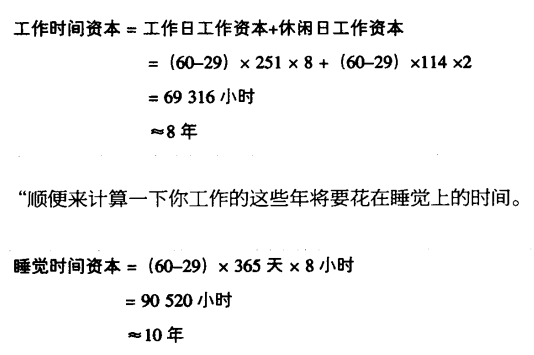 工作时间资本 = 工作日工作资本+休闲日工作资本
= (60–29) × 251 × 8 + (60–29) ×114 ×2
= 69 316 小时
≈8 年
“顺便来计算一下你工作的这些年将要花在睡觉上的时间。
睡觉时间资本 = (60–29) × 365 天 × 8 小时
= 90 520 小时
≈10 年